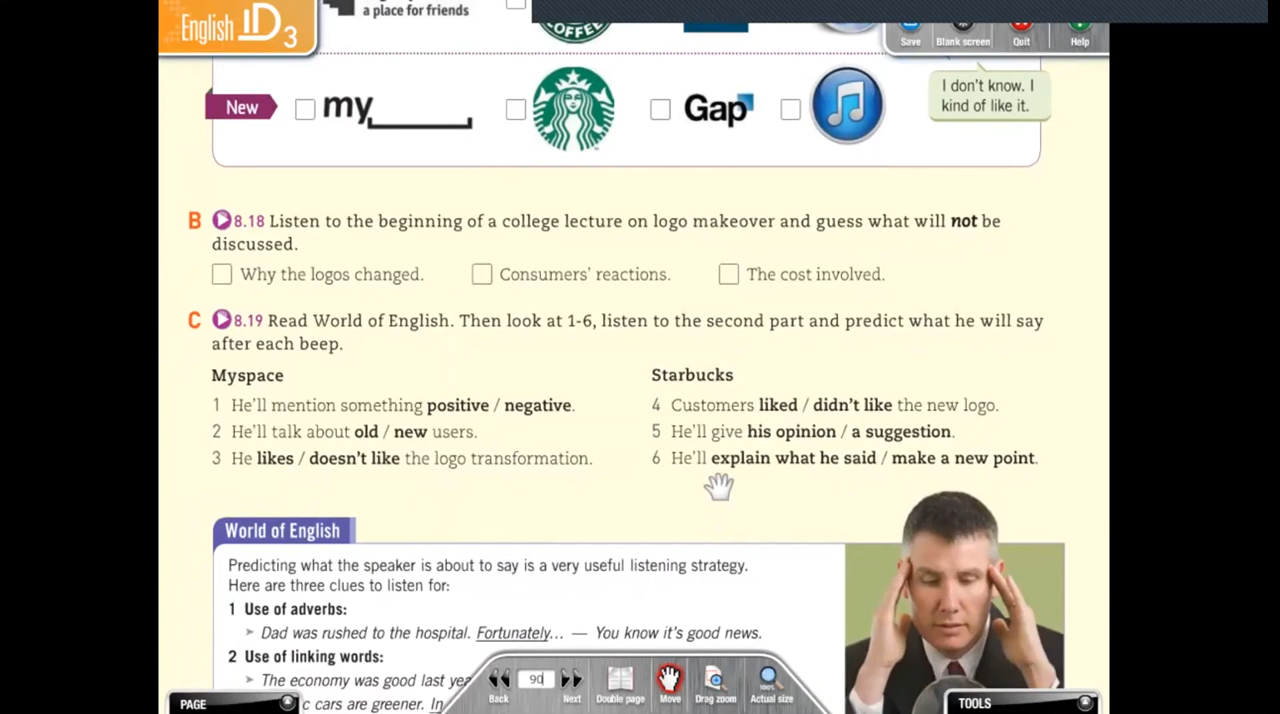 English ID 3
a place for friends
COFFEE
Save Blank screen Quit Help
I don't know. I
kind of like it.
New
my
Gap
B 8.18 Listen to the beginning of a college lecture on logo makeover and guess what will not be
discussed.
Why the logos changed. Consumers' reactions. The cost involved.
C 8.19 Read World of English. Then look at 1-6, listen to the second part and predict what he will say
after each beep.
Myspace
1 He'll mention something positive / negative.
2 He'll talk about old / new users.
3 He likes / doesn't like the logo transformation.
Starbucks
4 Customers liked / didn't like the new logo.
5 He'll give his opinion / a suggestion.
6 He'll explain what he said / make a new point.
World of English
Predicting what the speaker is about to say is a very useful listening strategy.
Here are three clues to listen for:
1 Use of adverbs:
➤ Dad was rushed to the hospital. Fortunately... — You know it's good news.
2 Use of linking words:
➤ The economy was good last yea
c cars are greener. In
90
Back Next Double page Move Drag zoom 100% Actual size
PAGE
TOOLS